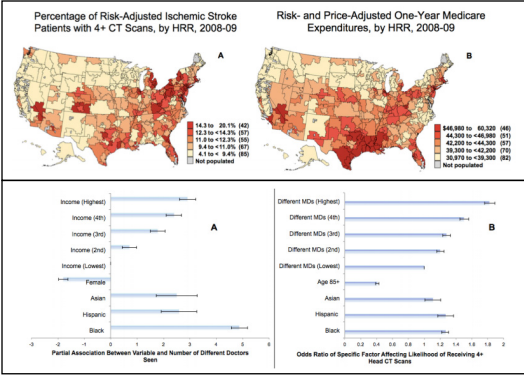 Percentage of Risk-Adjusted Ischemic Stroke
Patients with 4+ CT Scans, by HRR, 2008-09
A
14.3 to 20.1% (42)
12.3 to <14.3% (57)
11.0 to <12.3% (55)
9.4 to <11.0% (67)
4.1 to < 9.4% (65)
Not populated
Risk- and Price-Adjusted One-Year Medicare
Expenditures, by HRR, 2008-09
B
$46,980 to 60,320 (46)
44,300 to <46,980 (51)
42,200 to <44,300 (57)
39,300 to <42,200 (70)
30,970 to <39,300 (82)
Not populated
Income (Highest)
Income (4th)
Income (3rd)
Income (2nd)
Income (Lowest)
Female
Asian
Hispanic
Black
A
-3 -2 -1 0 1 2 3 4 5 6
Partial Association Between Variable and Number of Different Doctors
Seen
Different MDs (Highest)
Different MDs (4th)
Different MDs (3rd)
Different MDs (2nd)
Different MDs (Lowest)
Age 85+
Asian
Hispanic
Black
B
0 0.2 0.4 0.6 0.8 1 1.2 1.4 1.6 1.8 2
Odds Ratio of Specific Factor Affecting Likelihood of Receiving 4+
Head CT Scans